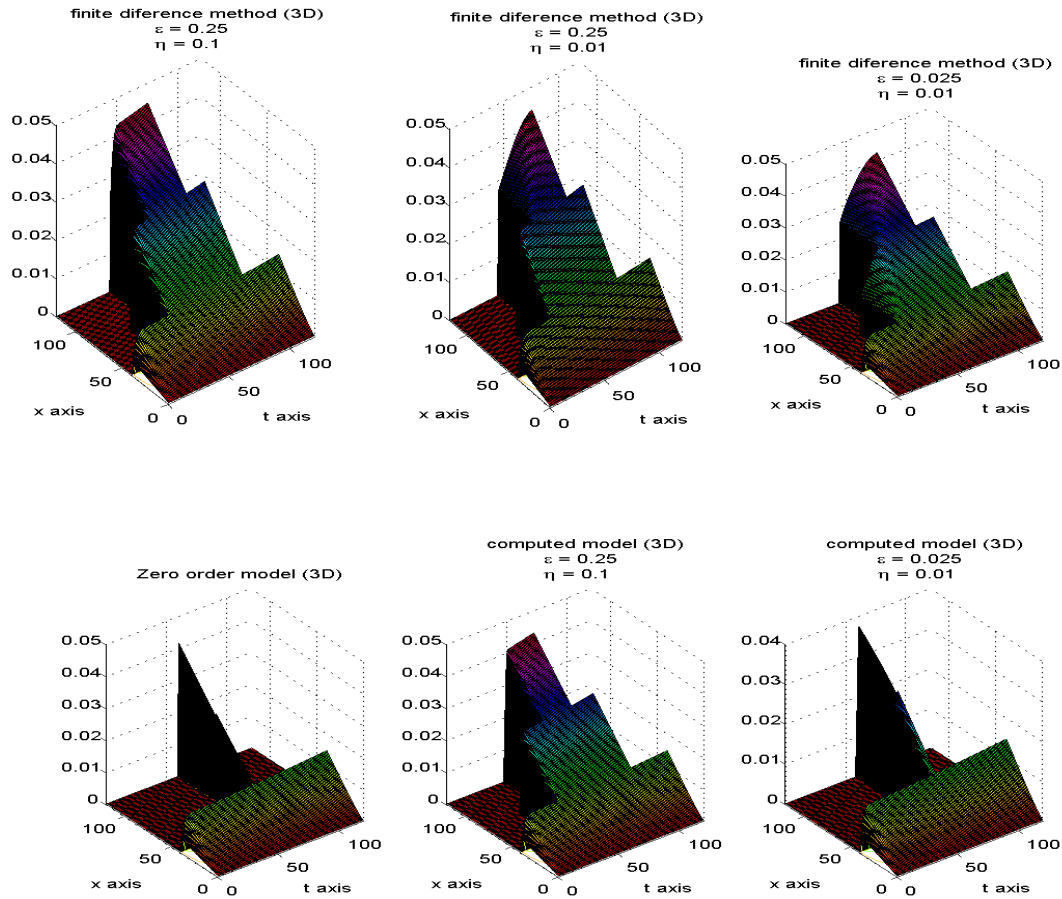 finite diference method (3D)
ε = 0.25
η = 0.1
0.05
0.04
0.03
0.02
0.01
0
100
50
0
0
50
100
x axis
t axis
finite diference method (3D)
ε = 0.25
η = 0.01
0.05
0.04
0.03
0.02
0.01
0
100
50
0
0
50
100
x axis
t axis
finite diference method (3D)
ε = 0.025
η = 0.01
0.05
0.04
0.03
0.02
0.01
0
100
50
0
0
50
100
x axis
t axis
Zero order model (3D)
0.05
0.04
0.03
0.02
0.01
0
100
50
0
0
50
100
x axis
t axis
computed model (3D)
ε = 0.25
η = 0.1
0.05
0.04
0.03
0.02
0.01
0
100
50
0
0
50
100
x axis
t axis
computed model (3D)
ε = 0.025
η = 0.01
0.04
0.03
0.02
0.01
0
100
50
0
0
50
100
x axis
t axis